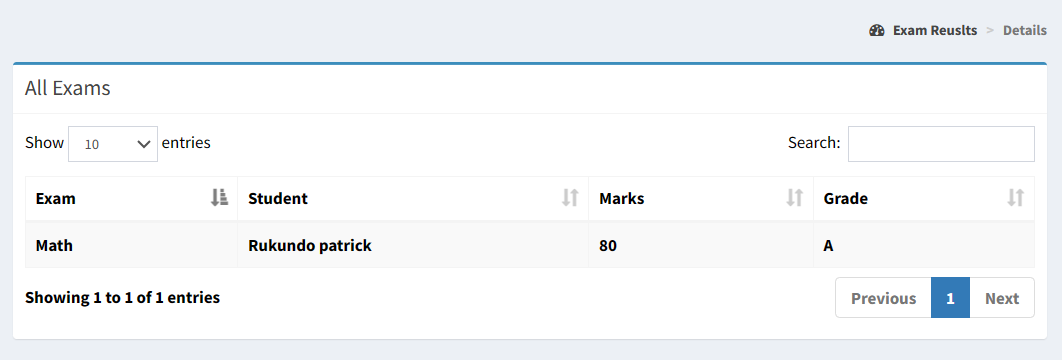 Exam Reuslts > Details
All Exams
Show 10 entries Search:
Exam Student Marks Grade
Math Rukundo patrick 80 A
Showing 1 to 1 of 1 entries Previous 1 Next